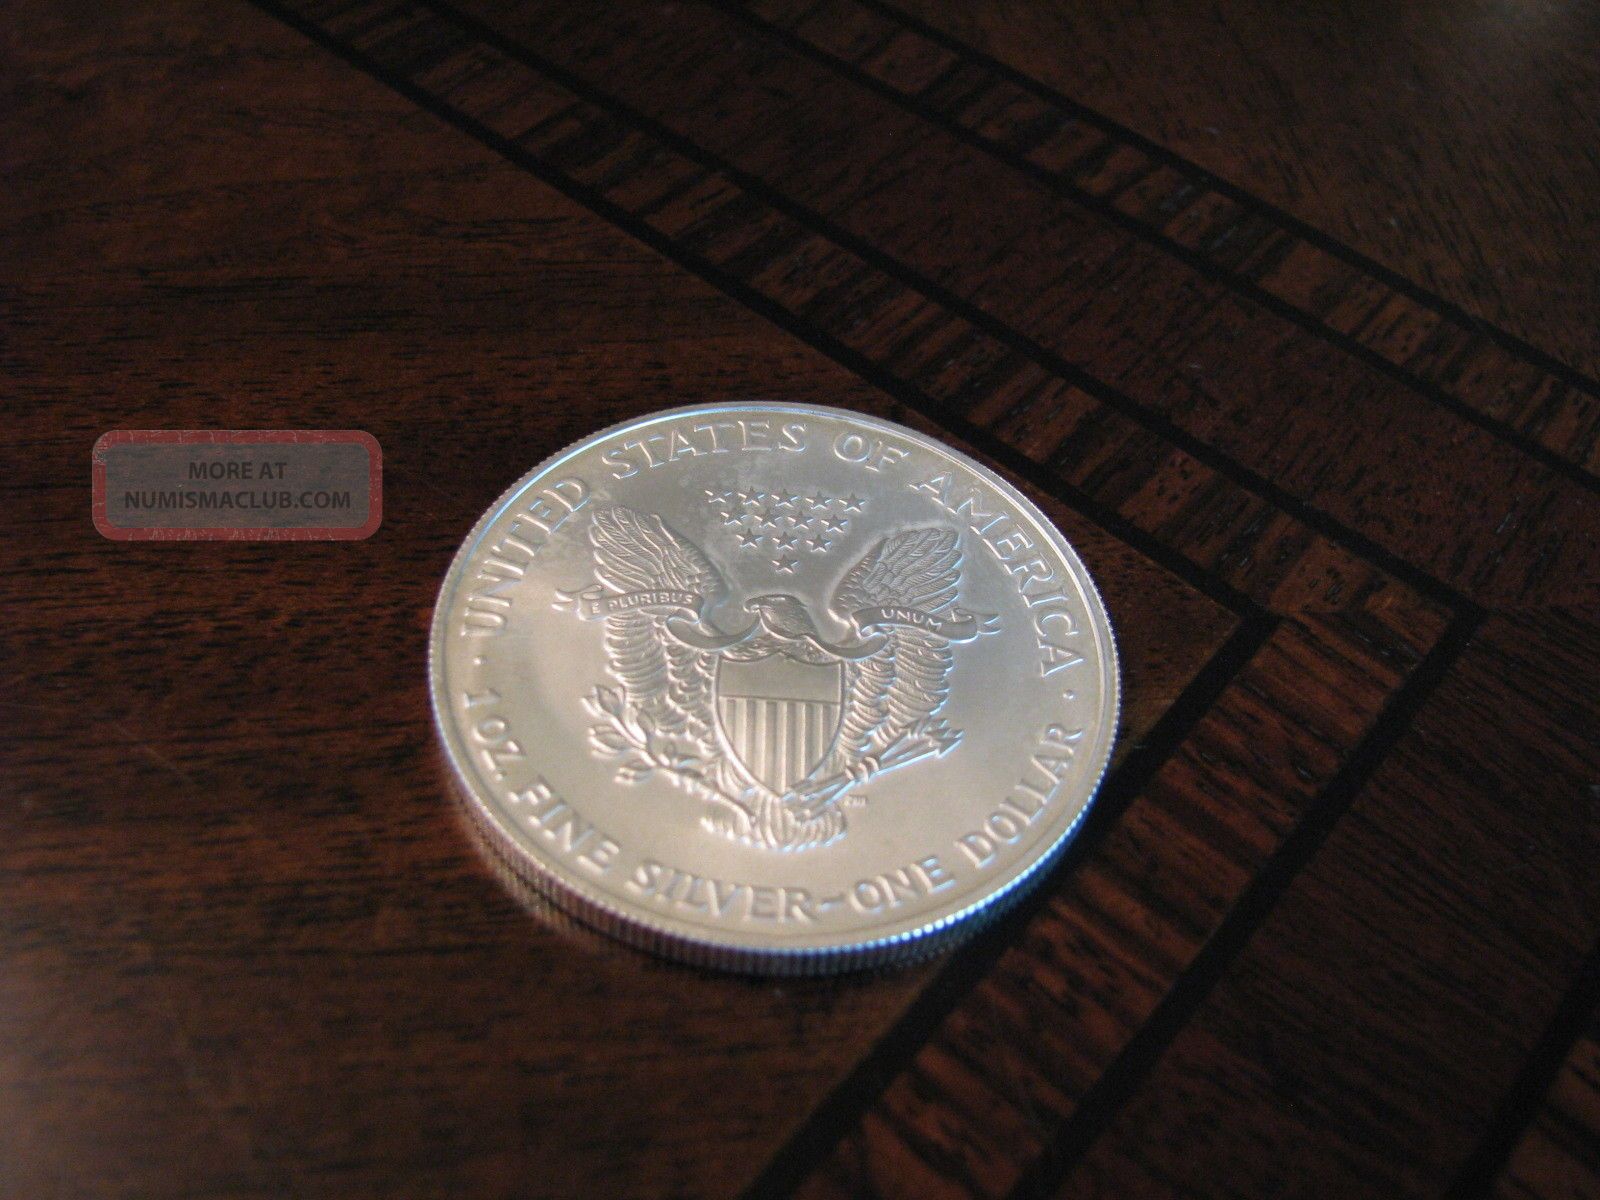 MORE AT
NUMISMACLUB.COM
UNITED STATES OF AMERICA
E PLURIBUS UNUM
· 1 OZ. FINE SILVER~ONE DOLLAR ·